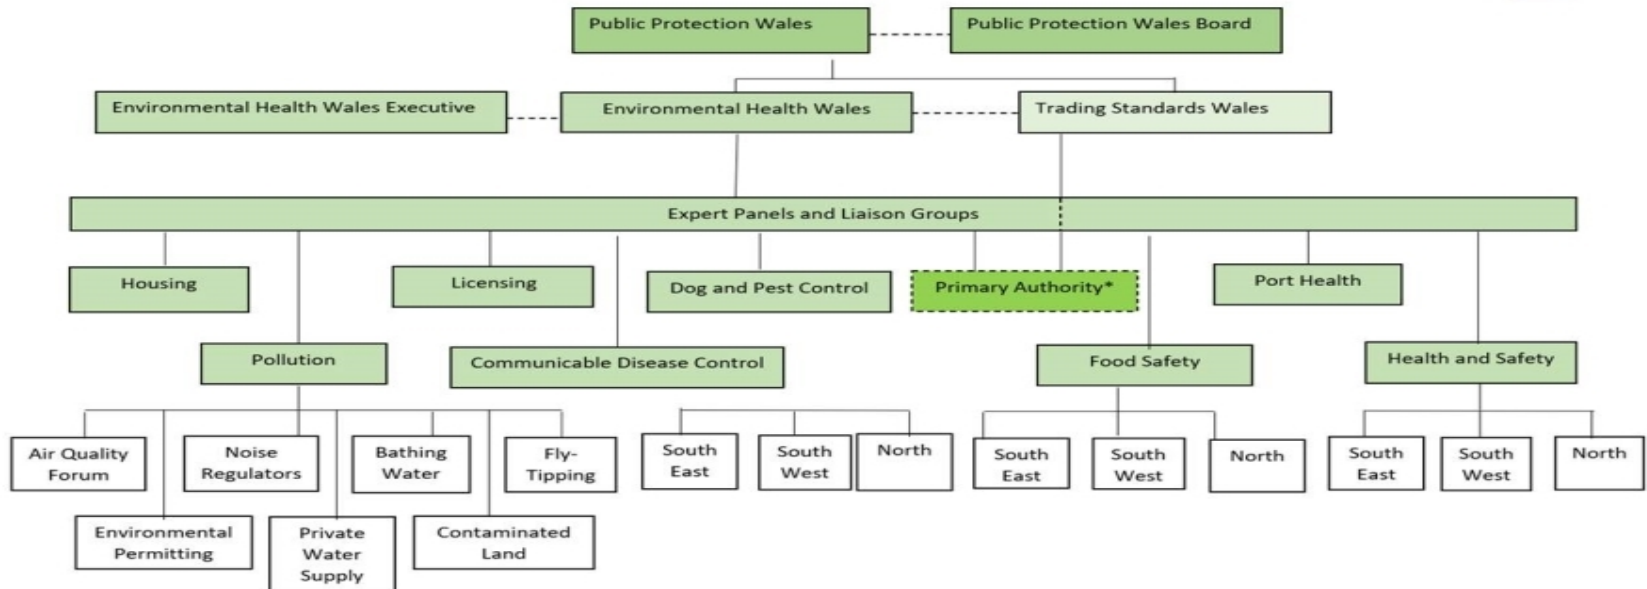 Public Protection Wales
Public Protection Wales Board
Environmental Health Wales Executive
Environmental Health Wales
Trading Standards Wales
Expert Panels and Liaison Groups
Housing
Licensing
Dog and Pest Control
Primary Authority*
Port Health
Pollution
Communicable Disease Control
Food Safety
Health and Safety
Air Quality
Forum
Noise
Regulators
Bathing
Water
Fly-
Tipping
South
East
South
West
North
South
East
South
West
North
South
East
South
West
North
Environmental
Permitting
Private
Water
Supply
Contaminated
Land